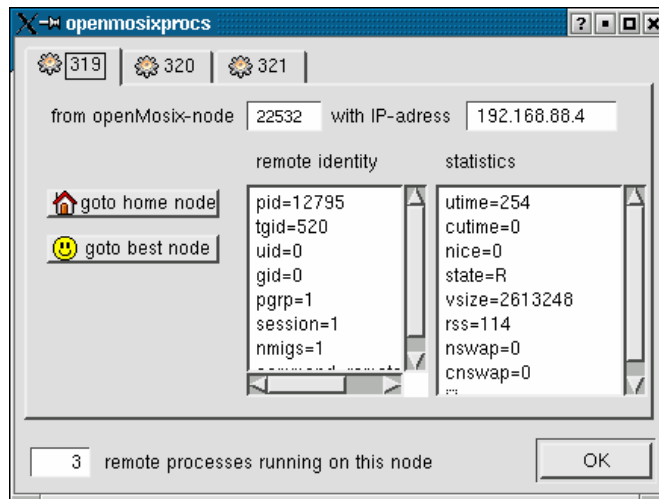 openmosixprocs
319 320 321
from openMosix-node 22532 with IP-adress 192.168.88.4
remote identity
statistics
goto home node
goto best node
pid=12795
tgid=520
uid=0
gid=0
pgrp=1
session=1
nmigs=1
utime=254
cutime=0
nice=0
state=R
vsize=2613248
rss=114
nswap=0
cnswap=0
3 remote processes running on this node
OK